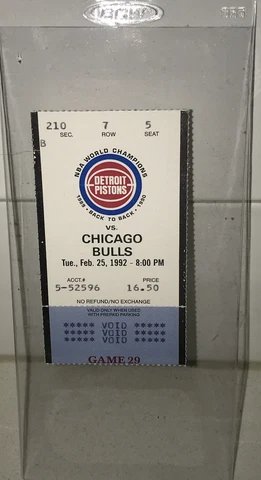 210 7 5
SEC. ROW SEAT
B
NBA WORLD CHAMPIONS
DETROIT
PISTONS
1989 • BACK TO BACK • 1990
VS.
CHICAGO
BULLS
Tue., Feb. 25, 1992 - 8:00 PM
ACCT.# PRICE
5-52596 16.50
NO REFUND/NO EXCHANGE
VALID ONLY WHEN USED
WITH PREPAID PARKING
***** VOID *****
***** VOID *****
***** VOID *****
GAME 29